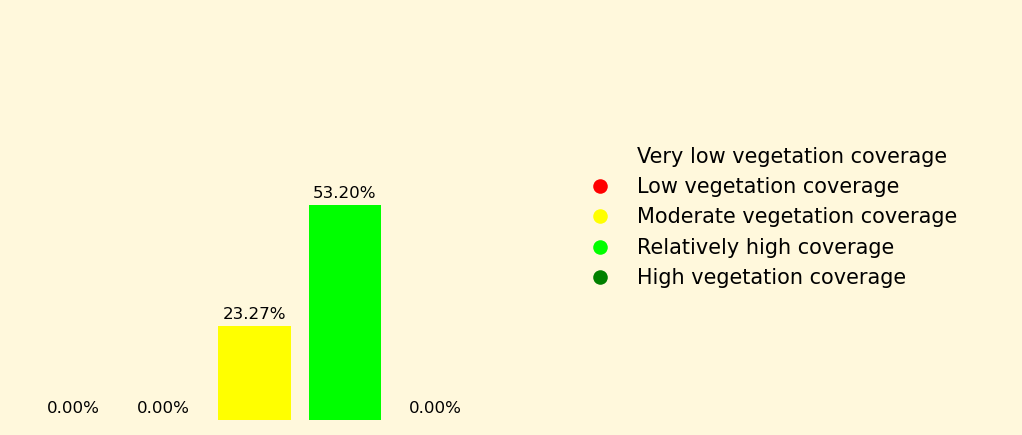 53.20%
23.27%
0.00%
0.00%
0.00%
Very low vegetation coverage
Low vegetation coverage
Moderate vegetation coverage
Relatively high coverage
High vegetation coverage